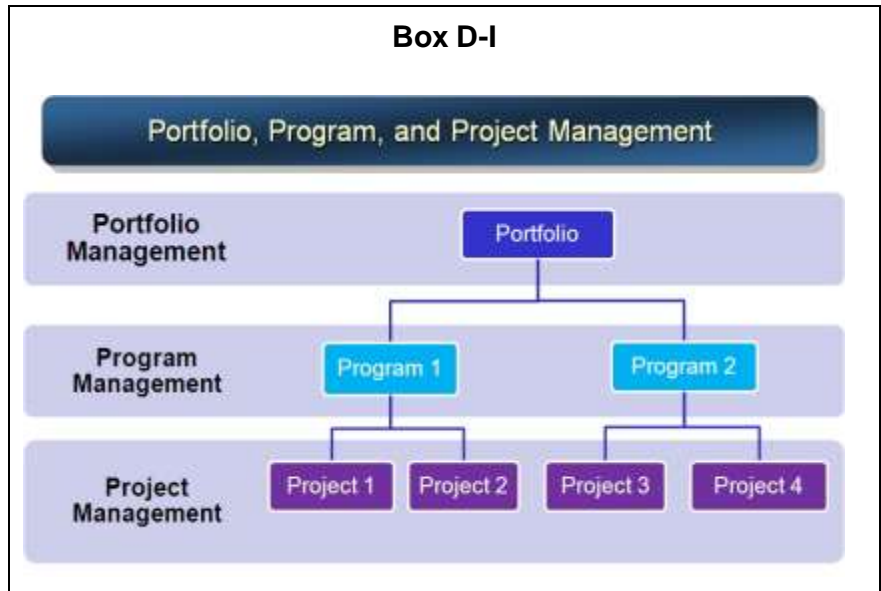 Box D-I
Portfolio, Program, and Project Management
Portfolio
Management
Portfolio
Program
Management
Program 1
Program 2
Project
Management
Project 1
Project 2
Project 3
Project 4